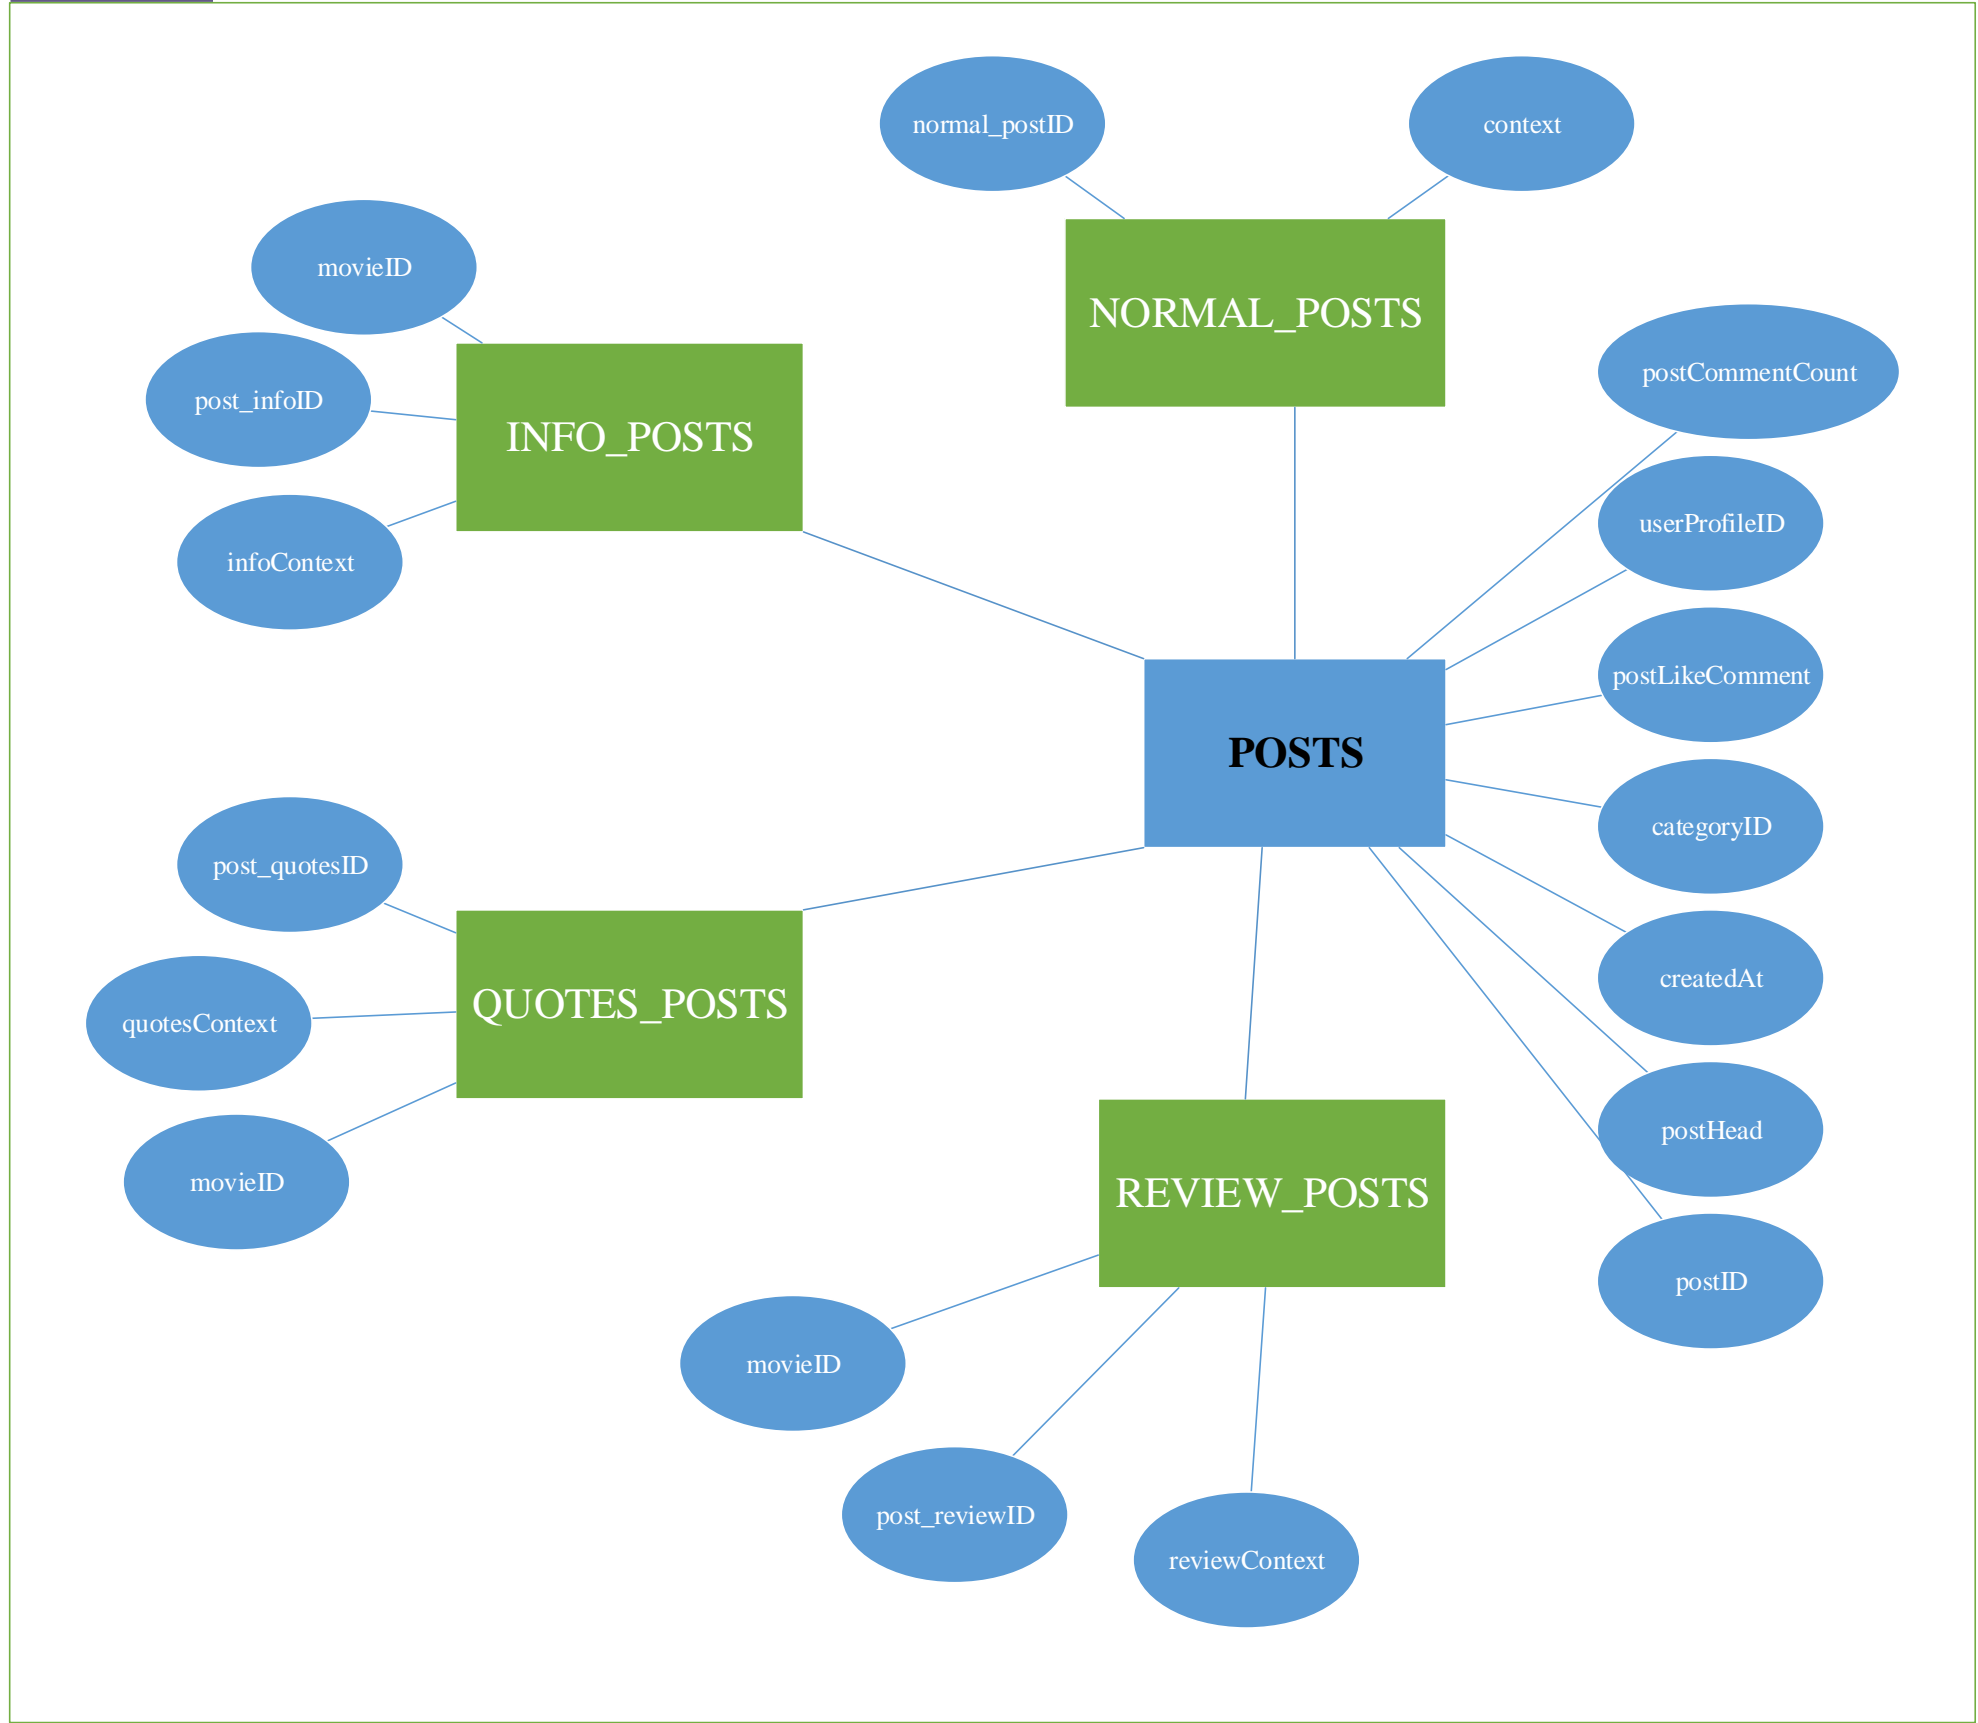 normal_postID
context
movieID
NORMAL_POSTS
postCommentCount
post_infoID
INFO_POSTS
userProfileID
infoContext
postLikeComment
POSTS
categoryID
post_quotesID
createdAt
QUOTES_POSTS
quotesContext
postHead
movieID
REVIEW_POSTS
postID
movieID
post_reviewID
reviewContext